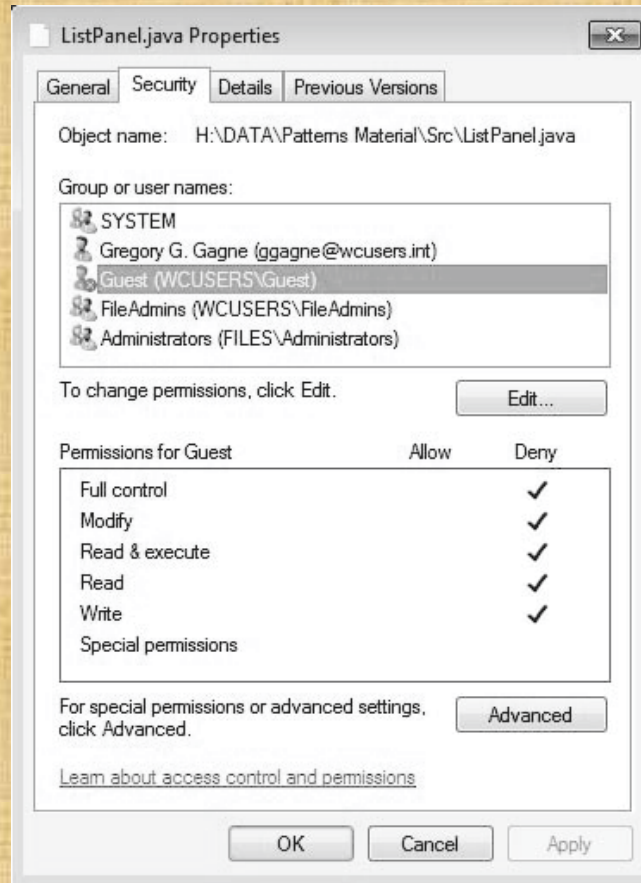 ListPanel.java Properties
General Security Details Previous Versions
Object name: H:\DATA\Patterns Material\Src\ListPanel.java
Group or user names:
SYSTEM
Gregory G. Gagne (ggagne@wcusers.int)
Guest (WCUSERS\Guest)
FileAdmins (WCUSERS\FileAdmins)
Administrators (FILES\Administrators)
To change permissions, click Edit.
Edit...
Permissions for Guest Allow Deny
Full control
Modify
Read & execute
Read
Write
Special permissions
For special permissions or advanced settings,
click Advanced.
Advanced
Learn about access control and permissions
OK Cancel Apply